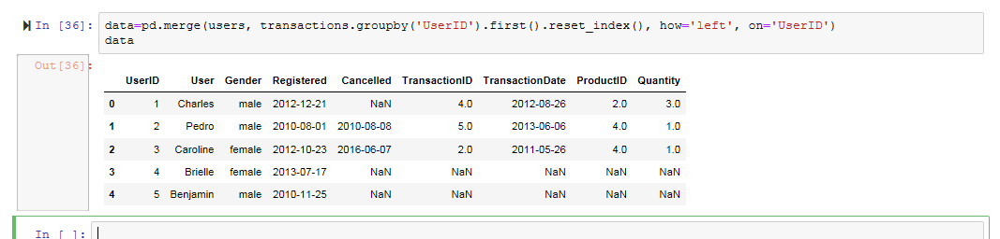 In [36]: data=pd.merge(users, transactions.groupby('UserID').first().reset_index(), how='left', on='UserID')
data
Out[36]:
UserID User Gender Registered Cancelled TransactionID TransactionDate ProductID Quantity
0 1 Charles male 2012-12-21 NaN 4.0 2012-08-26 2.0 3.0
1 2 Pedro male 2010-08-01 2010-08-08 5.0 2013-06-06 4.0 1.0
2 3 Caroline female 2012-10-23 2016-06-07 2.0 2011-05-26 4.0 1.0
3 4 Brielle female 2013-07-17 NaN NaN NaN NaN NaN
4 5 Benjamin male 2010-11-25 NaN NaN NaN NaN NaN
In [ ]: